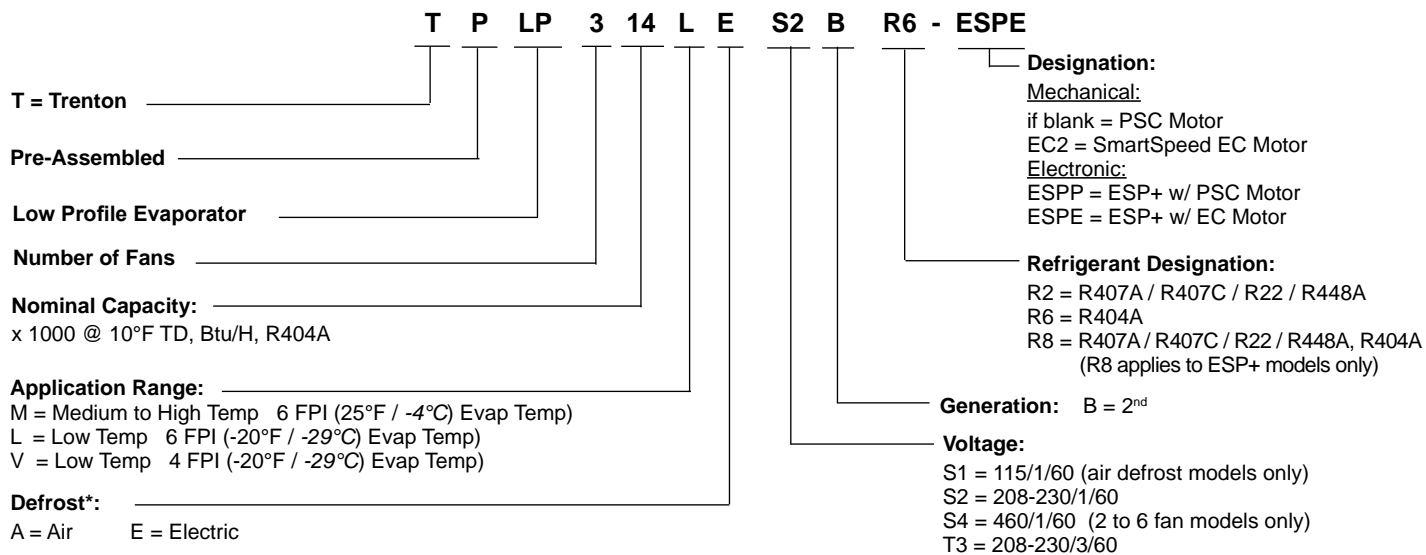 T P LP 3 14 L E S2 B R6 - ESPE
T = Trenton
Pre-Assembled
Low Profile Evaporator
Number of Fans
Nominal Capacity:
x 1000 @ 10°F TD, Btu/H, R404A
Application Range:
M = Medium to High Temp 6 FPI (25°F / -4°C) Evap Temp)
L = Low Temp 6 FPI (-20°F / -29°C) Evap Temp)
V = Low Temp 4 FPI (-20°F / -29°C) Evap Temp)
Defrost*:
A = Air E = Electric
Designation:
Mechanical:
if blank = PSC Motor
EC2 = SmartSpeed EC Motor
Electronic:
ESPP = ESP+ w/ PSC Motor
ESPE = ESP+ w/ EC Motor
Refrigerant Designation:
R2 = R407A / R407C / R22 / R448A
R6 = R404A
R8 = R407A / R407C / R22 / R448A, R404A
(R8 applies to ESP+ models only)
Generation: B = 2nd
Voltage:
S1 = 115/1/60 (air defrost models only)
S2 = 208-230/1/60
S4 = 460/1/60 (2 to 6 fan models only)
T3 = 208-230/3/60